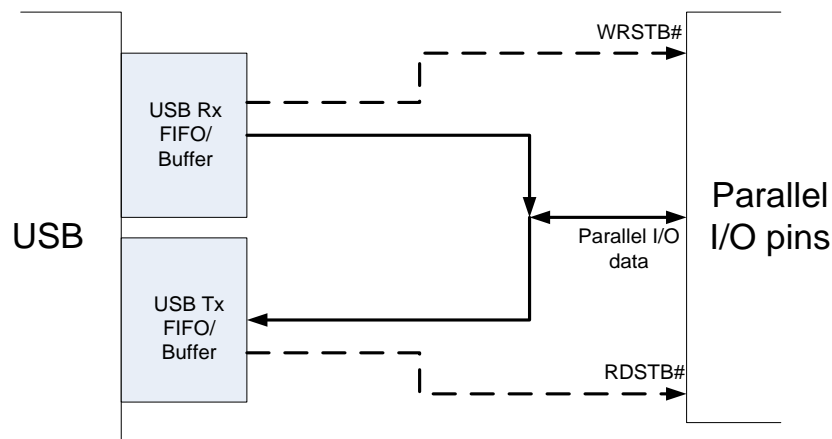 WRSTB#
USB Rx
FIFO/
Buffer
USB
Parallel
I/O pins
Parallel I/O
data
USB Tx
FIFO/
Buffer
RDSTB#